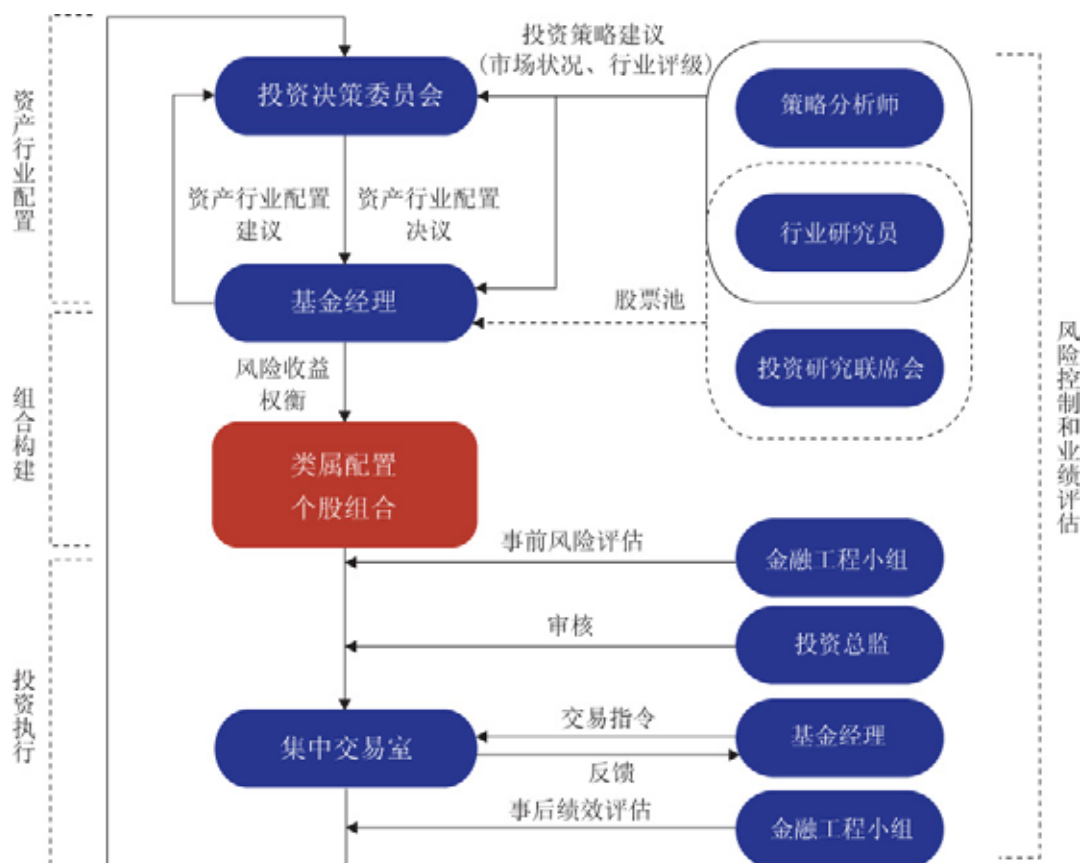 投资策略建议
(市场状况、行业评级)
投资决策委员会
策略分析师
资产行业配置
资产行业配置
建议
资产行业配置
决议
行业研究员
基金经理
股票池
投资研究联席会
风险收益
权衡
组合构建
类属配置
个股组合
风险控制和业绩评估
事前风险评估
金融工程小组
审核
投资总监
投资执行
集中交易室
交易指令
反馈
基金经理
事后绩效评估
金融工程小组